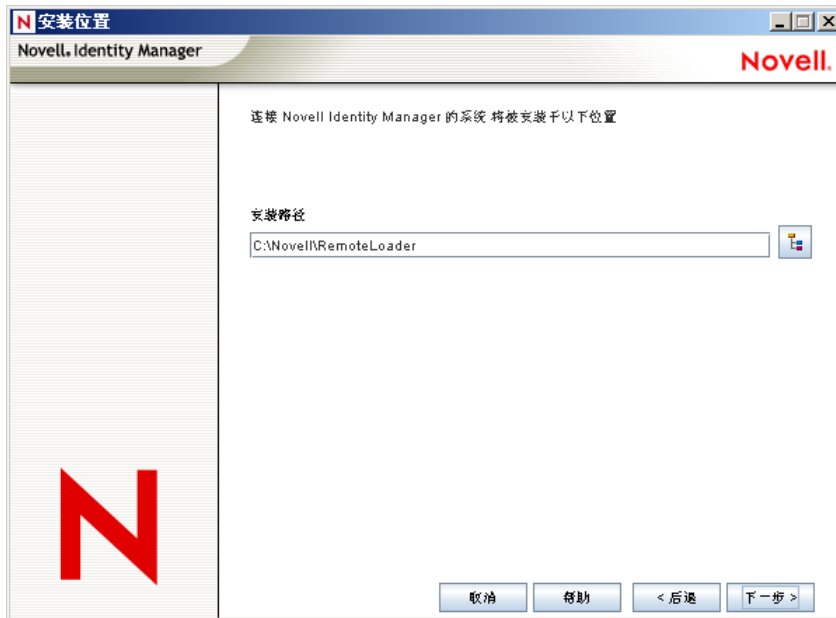 安装位置
Novell. Identity Manager
Novell.
连接 Novell Identity Manager 的系统 将被安装于以下位置
安装路径
C:\Novell\RemoteLoader
取消
帮助
< 后退
下一步 >